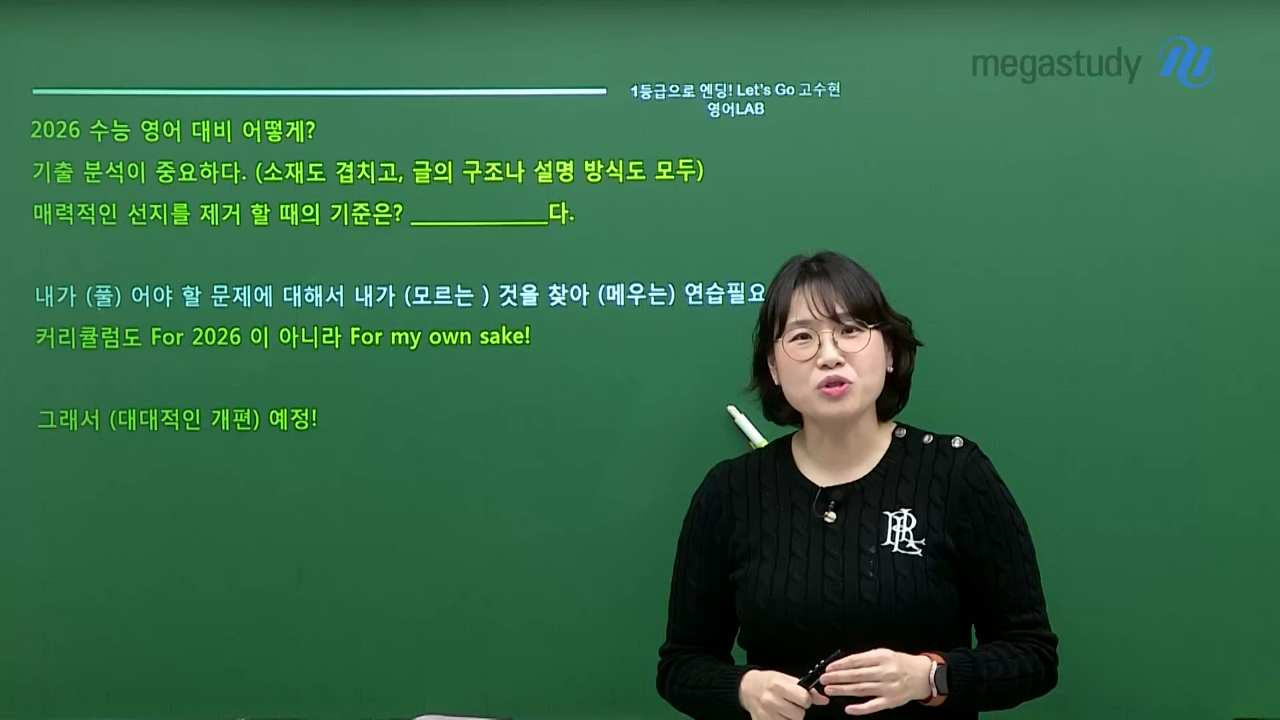 megastudy
1등급으로 엔딩! Let's Go 고수현
영어LAB
2026 수능 영어 대비 어떻게?
기출 분석이 중요하다. (소재도 겹치고, 글의 구조나 설명 방식도 모두)
매력적인 선지를 제거 할 때의 기준은? ____________다.
내가 (풀) 어야 할 문제에 대해서 내가 (모르는 ) 것을 찾아 (메우는) 연습필요
커리큘럼도 For 2026 이 아니라 For my own sake!
그래서 (대대적인 개편) 예정!
RL